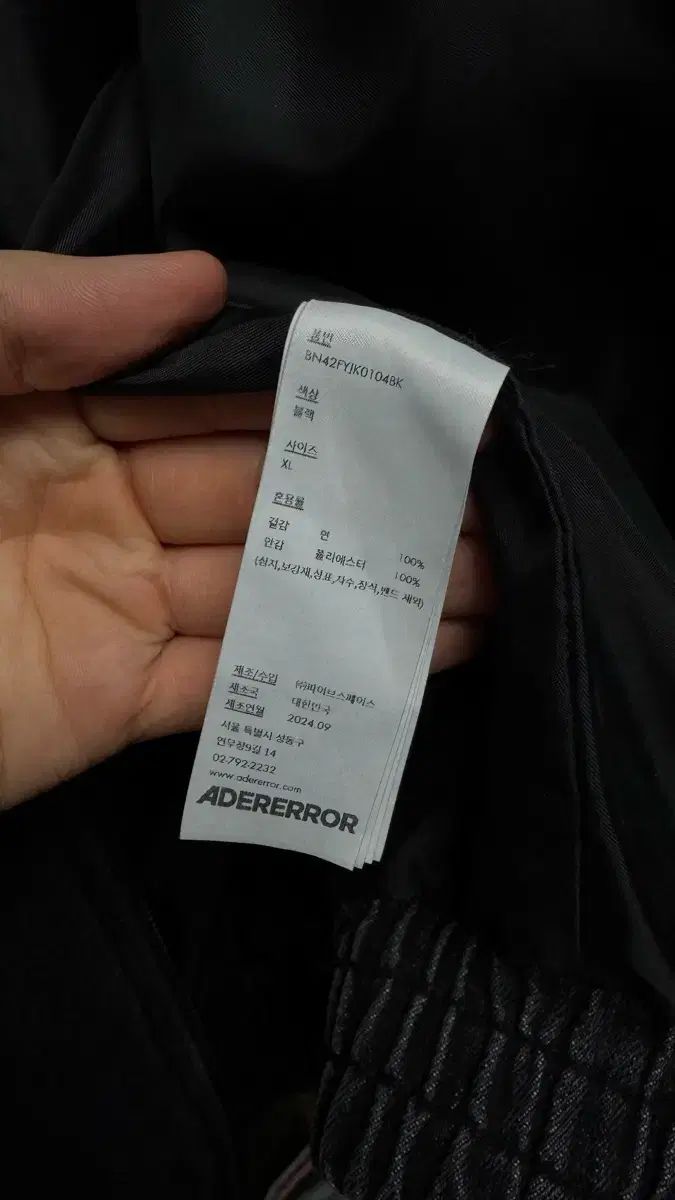 품번
BN42FYJK0104BK
색상
블랙
사이즈
XL
혼용률
겉감 면 100%
안감 폴리에스터 100%
(심지,보강재,상표,자수,장식,밴드 제외)
제조/수입 ㈜파이브스페이스
제조국 대한민국
제조연월 2024.09
서울 특별시 성동구
연무장9길 14
02-792-2232
www.adererror.com
ADERERROR